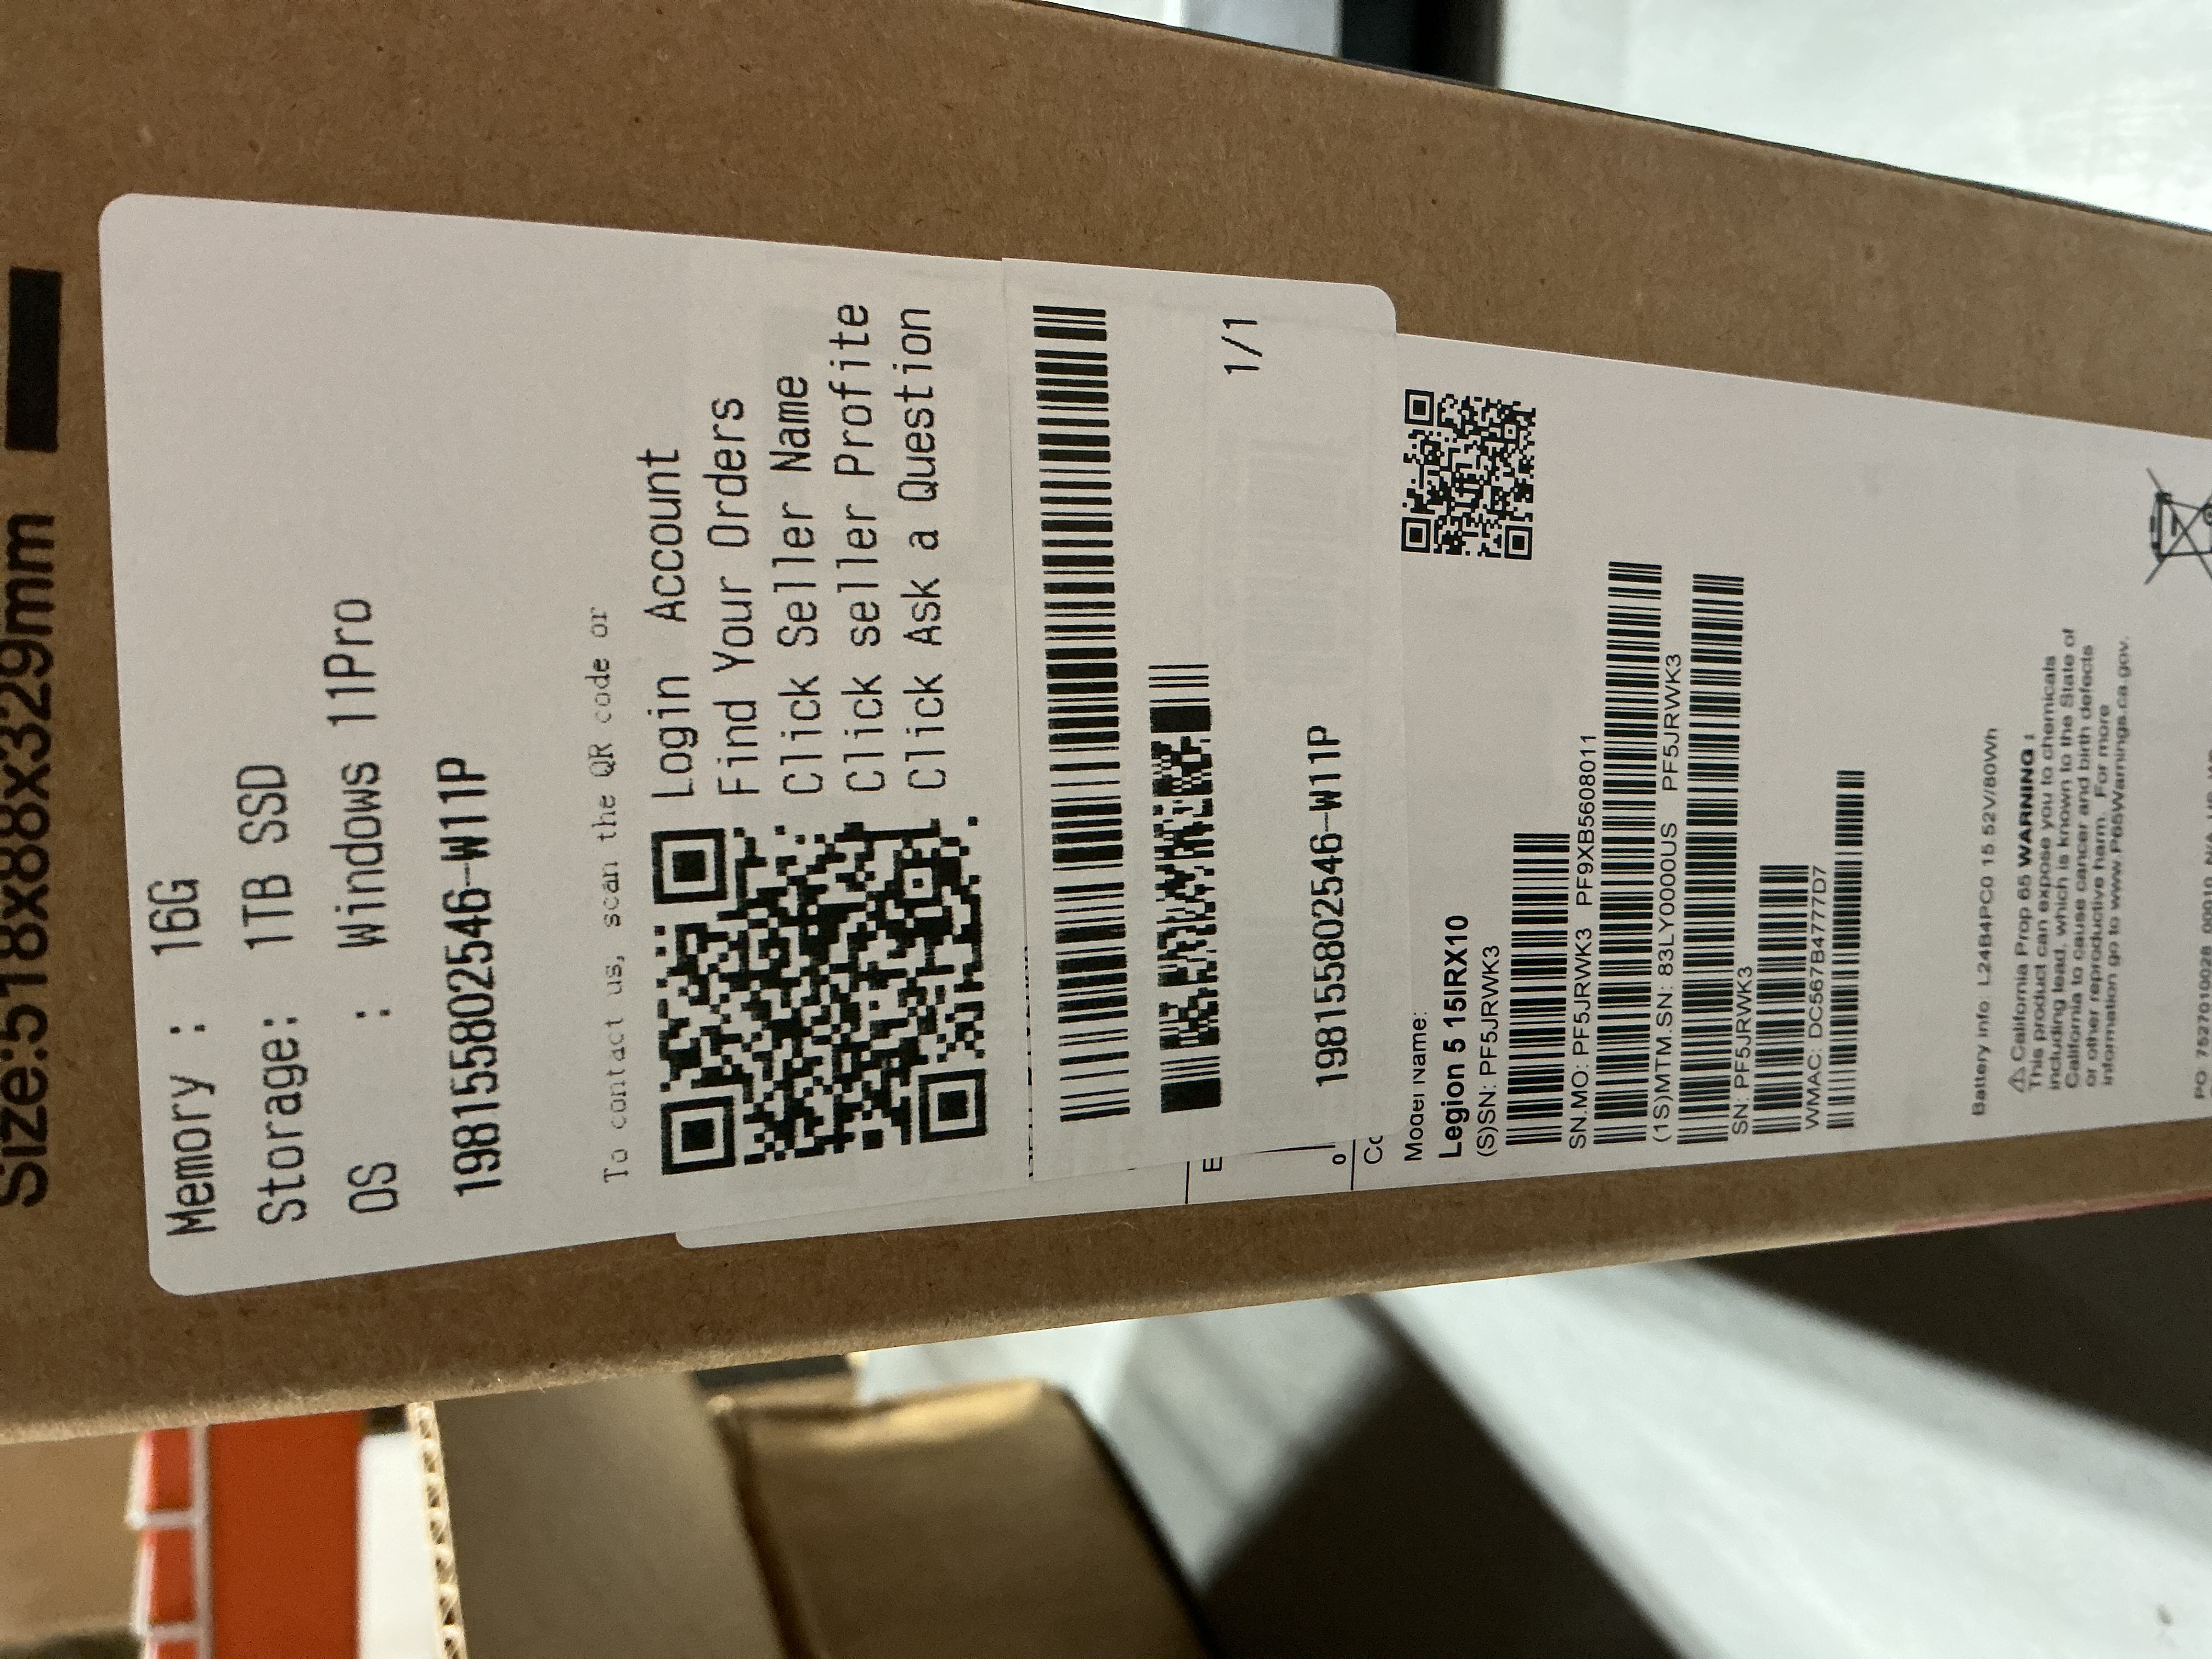 Size:518x88x329mm
Memory : 16G
Storage: 1TB SSD
OS : Windows 11Pro
198155802546-W11P
To contact us, scan the QR code or
Login Account
Find Your Orders
Click Seller Name
Click seller Profite
Click Ask a Question
1/1
198155802546-W11P
E
Co
Model Name:
Legion 5 15IRX10
(S)SN: PF5JRWK3
SN.MO: PF5JRWK3 PF9XB5608011
(1S)MTM.SN: 83LY0000US PF5JRWK3
SN: PF5JRWK3
WMAC: DC567B4777D7
Battery info: L24B4PC0 15.52V/80Wh
⚠ California Prop 65 WARNING :
This product can expose you to chemicals
including lead, which is known to the State of
California to cause cancer and birth defects
or other reproductive harm. For more
information go to www.P65Warnings.ca.gov.